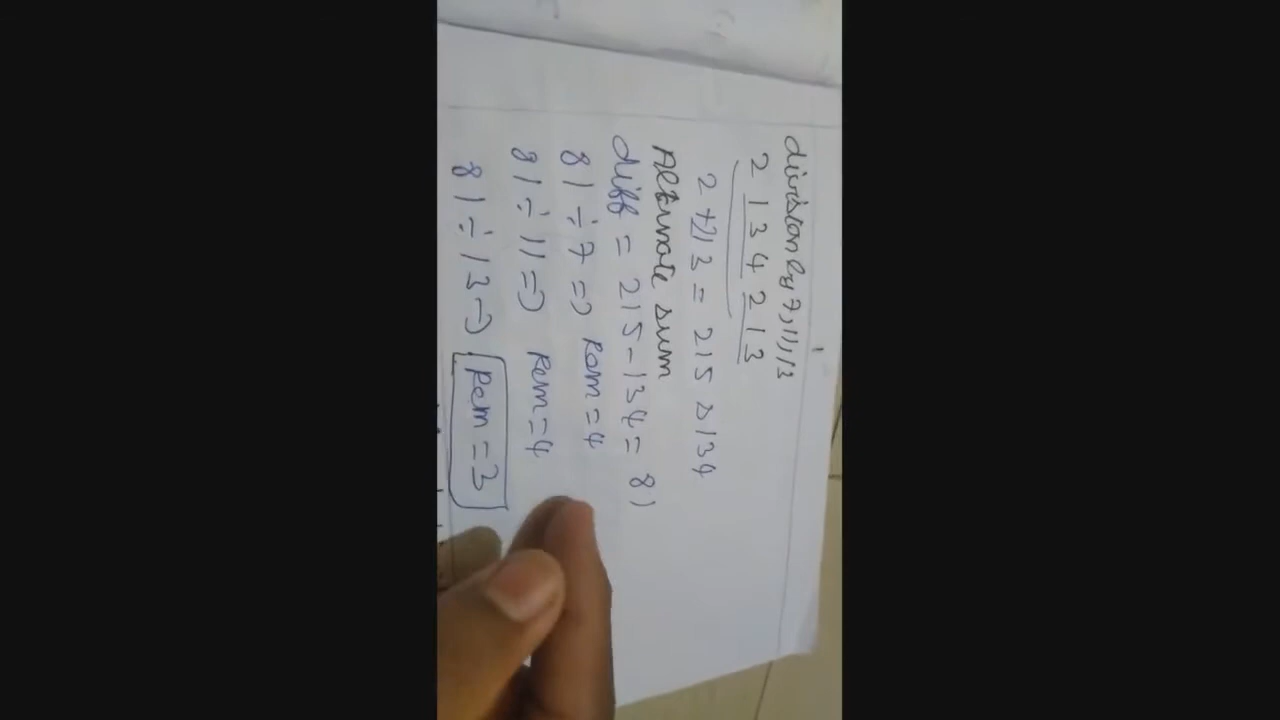 division by 7, 11, 13
2 134 213
2 + 213 = 215 & 134
Alternate sum
diff = 215 - 134 = 81
81 ÷ 7 => Rem = 4
81 ÷ 11 => Rem = 4
81 ÷ 13 => Rem = 3